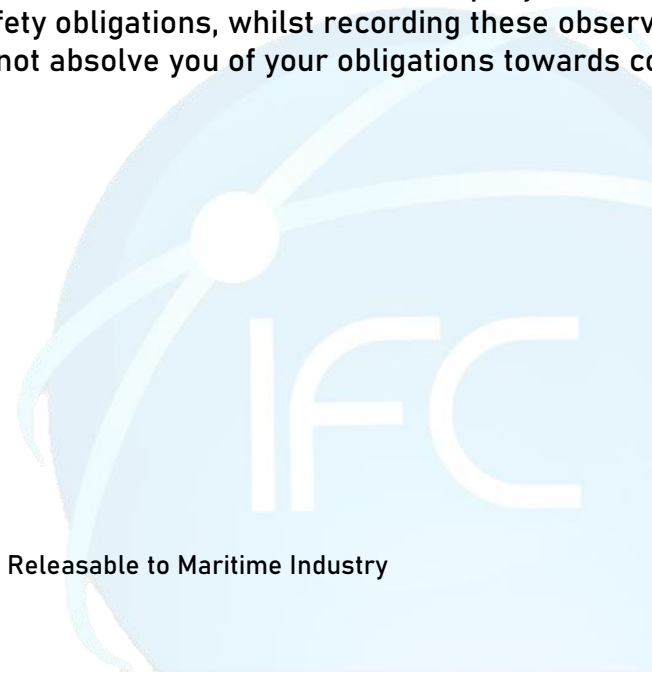 fety obligations, whilst recording these observ
not absolve you of your obligations towards co
IFC
Releasable to Maritime Industry